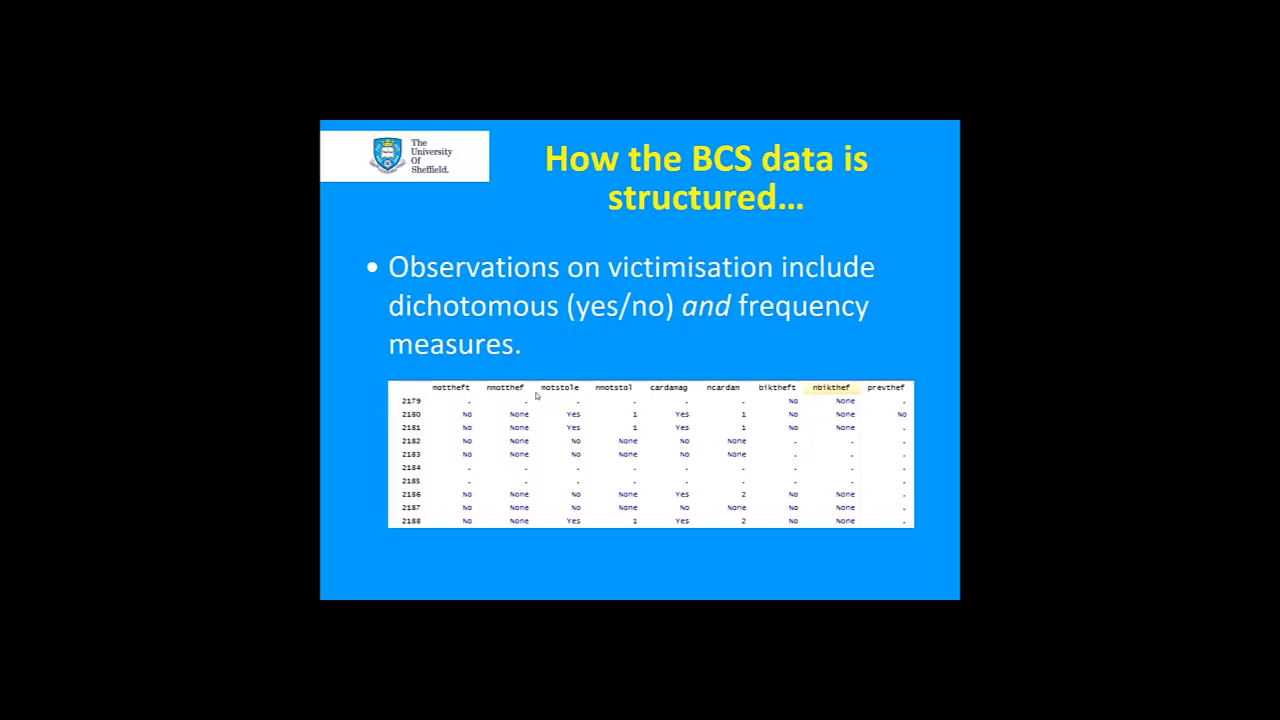 The
University
Of
Sheffield.
How the BCS data is
structured…
• Observations on victimisation include
dichotomous (yes/no) and frequency
measures.
mottheft nmotthef motstole nmotstol cardamag ncardam biktheft nbikthef prevthef
2179 . . . . . . No None .
2180 No None Yes 1 Yes 1 No None No
2181 No None Yes 1 Yes 1 No None .
2182 No None No None No None . . .
2183 No None No None No None . . .
2184 . . . . . . . . .
2185 . . . . . . . . .
2186 No None No None Yes 2 No None .
2187 No None No None No None No None .
2188 No None Yes 1 Yes 2 No None .